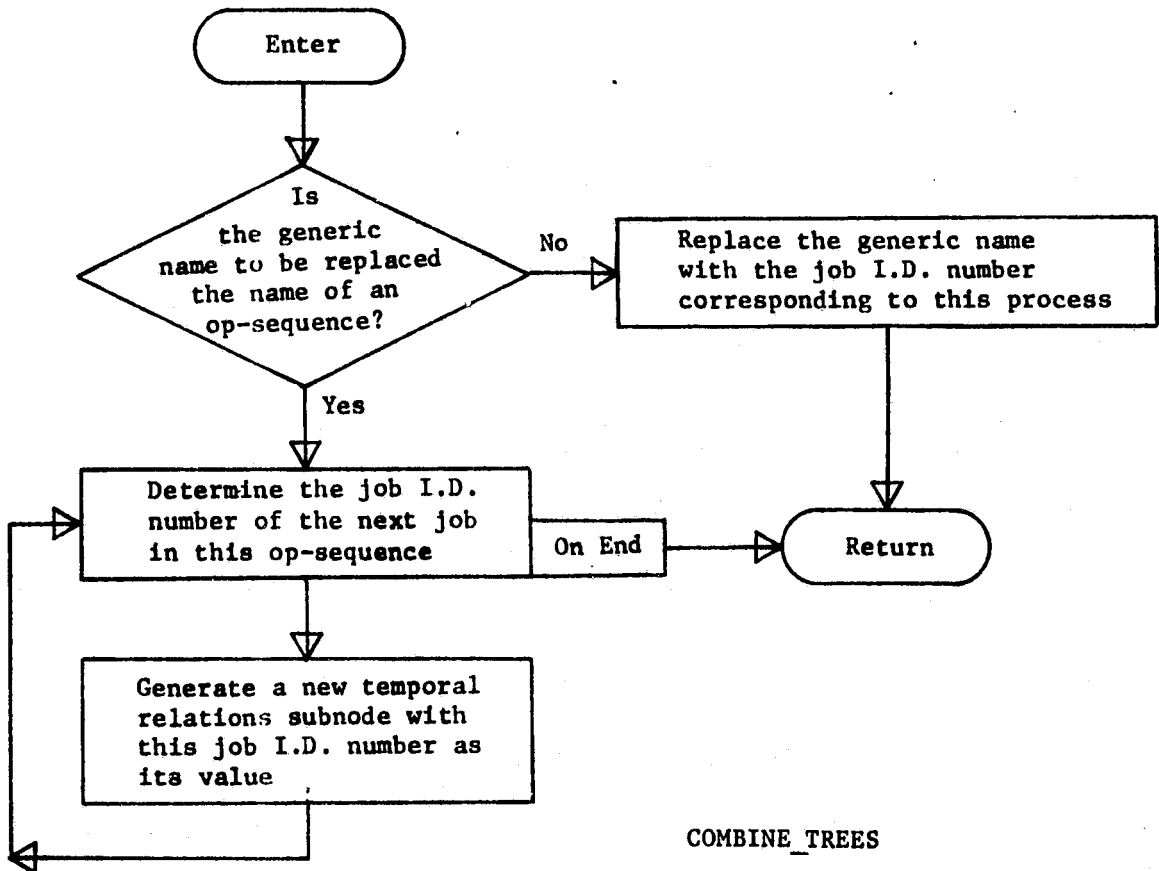 Enter
Is
the generic
name to be replaced
the name of an
op-sequence?
No
Replace the generic name
with the job I.D. number
corresponding to this process
Yes
Determine the job I.D.
number of the next job
in this op-sequence
On End
Return
Generate a new temporal
relations subnode with
this job I.D. number as
its value
COMBINE_TREES